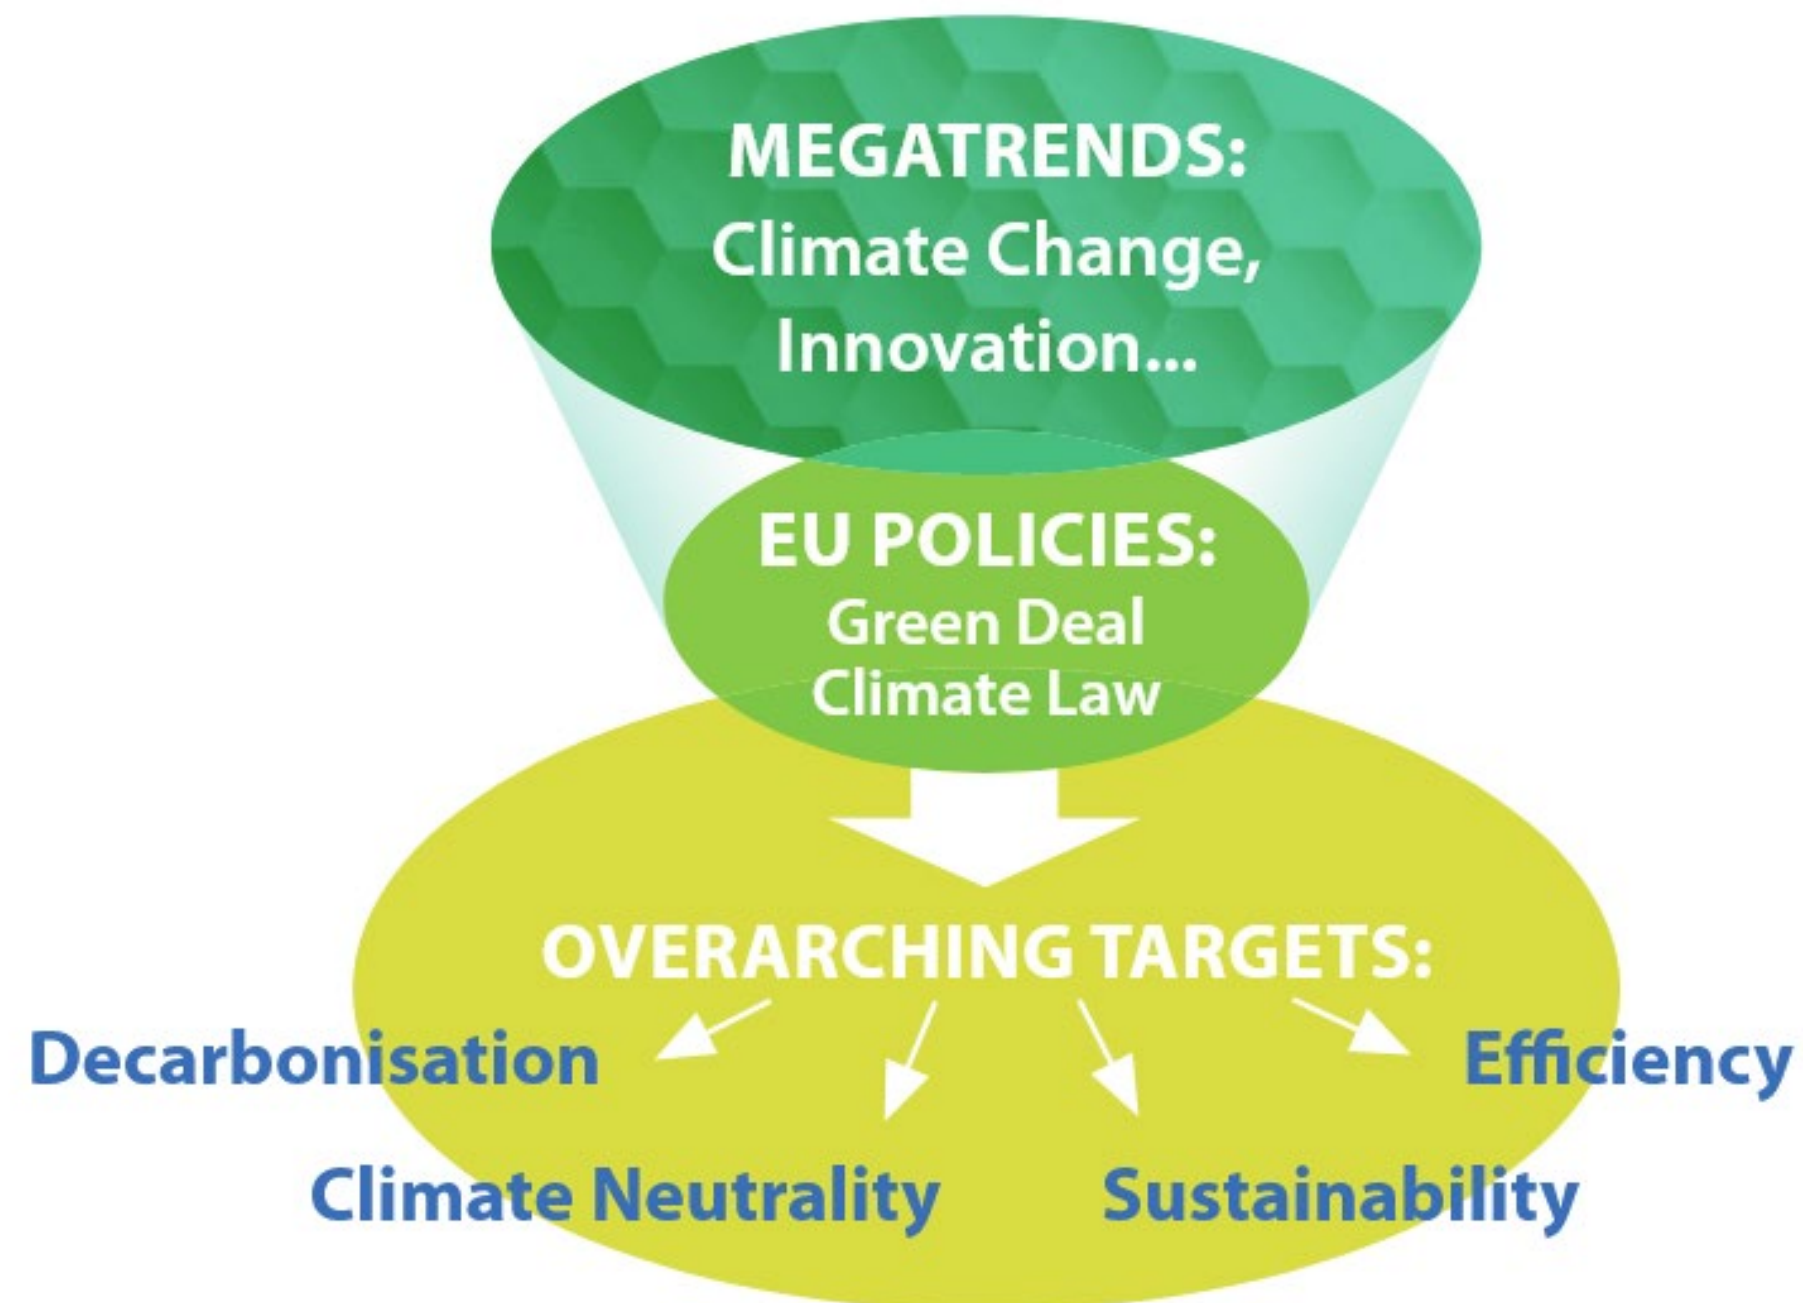 MEGATRENDS:
Climate Change,
Innovation...
EU POLICIES:
Green Deal
Climate Law
OVERARCHING TARGETS:
Decarbonisation
Efficiency
Climate Neutrality
Sustainability